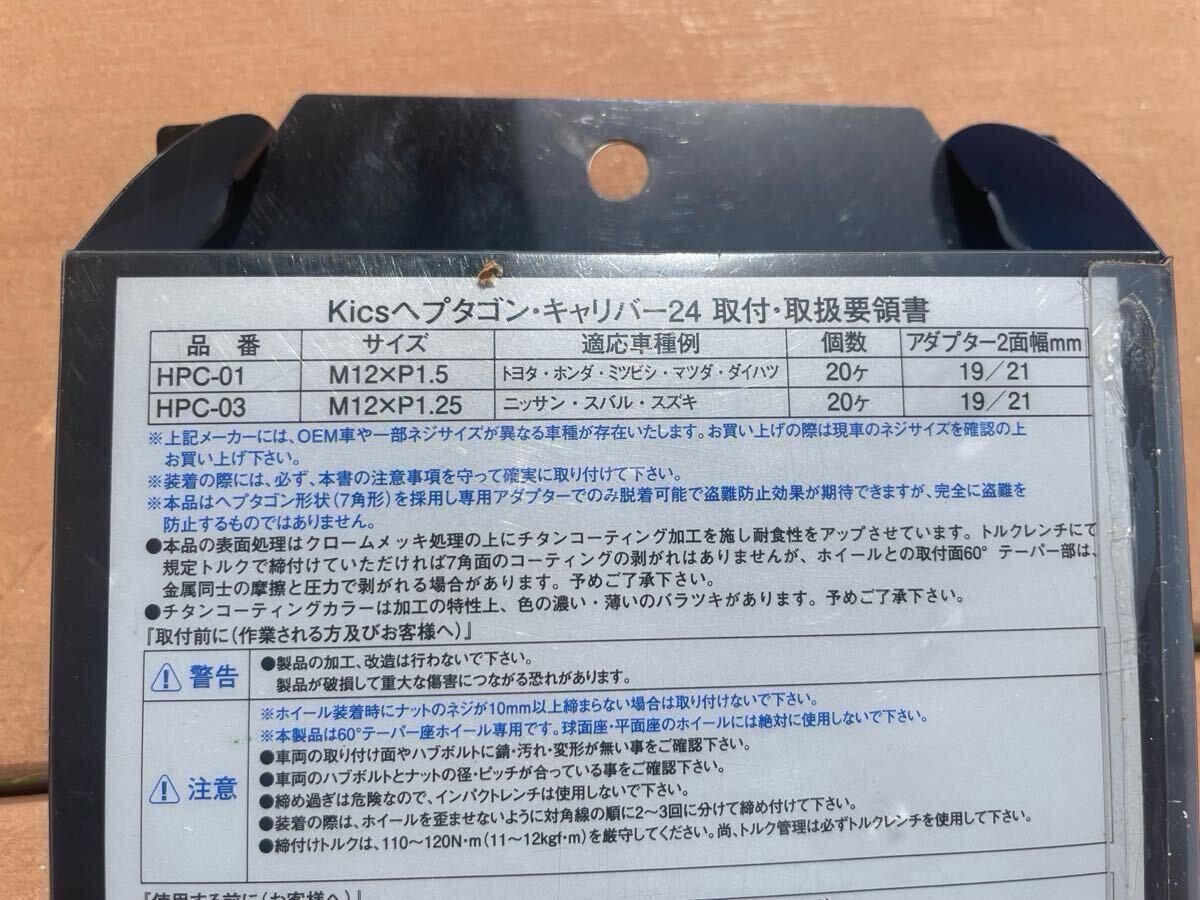 Kicsヘプタゴン・キャリバー24 取付・取扱要領書
品 番 サイズ 適応車種例 個数 アダプター2面幅mm
HPC-01 M12×P1.5 トヨタ・ホンダ・ミツビシ・マツダ・ダイハツ 20ケ 19/21
HPC-03 M12×P1.25 ニッサン・スバル・スズキ 20ケ 19/21
※上記メーカーには、OEM車や一部ネジサイズが異なる車種が存在いたします。お買い上げの際は現車のネジサイズを確認の上
お買い上げ下さい。
※装着の際には、必ず、本書の注意事項を守って確実に取り付けて下さい。
※本品はヘプタゴン形状(7角形)を採用し専用アダプターでのみ脱着可能で盗難防止効果が期待できますが、完全に盗難を
防止するものではありません。
●本品の表面処理はクロームメッキ処理の上にチタンコーティング加工を施し耐食性をアップさせています。トルクレンチにて
規定トルクで締付けていただければ7角面のコーティングの剥がれはありませんが、ホイールとの取付面60°テーパー部は、
金属同士の摩擦と圧力で剥がれる場合があります。予めご了承下さい。
●チタンコーティングカラーは加工の特性上、色の濃い・薄いのバラツキがあります。予めご了承下さい。
『取付前に(作業される方及びお客様へ)』
警告
●製品の加工、改造は行わないで下さい。
製品が破損して重大な傷害につながる恐れがあります。
注意
※ホイール装着時にナットのネジが10mm以上締まらない場合は取り付けないで下さい。
※本製品は60°テーパー座ホイール専用です。球面座・平面座のホイールには絶対に使用しないで下さい。
●車両の取り付け面やハブボルトに錆・汚れ・変形が無い事をご確認下さい。
●車両のハブボルトとナットの径・ピッチが合っている事をご確認下さい。
●締め過ぎは危険なので、インパクトレンチは使用しないで下さい。
●装着の際は、ホイールを歪ませないように対角線の順に2〜3回に分けて締め付けて下さい。
●締付けトルクは、110〜120N・m(11〜12kgf・m)を厳守してください。尚、トルク管理は必ずトルクレンチを使用して下さい。
『使用する前に(お客様へ)』